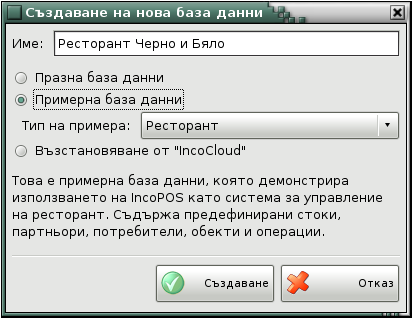 Създаване на нова база данни
Име: Ресторант Черно и Бяло
Празна база данни
Примерна база данни
Тип на примера: Ресторант
Възстановяване от "IncoCloud"
Това е примерна база данни, която демонстрира
използването на IncoPOS като система за управление
на ресторант. Съдържа предефинирани стоки,
партньори, потребители, обекти и операции.
Създаване Отказ